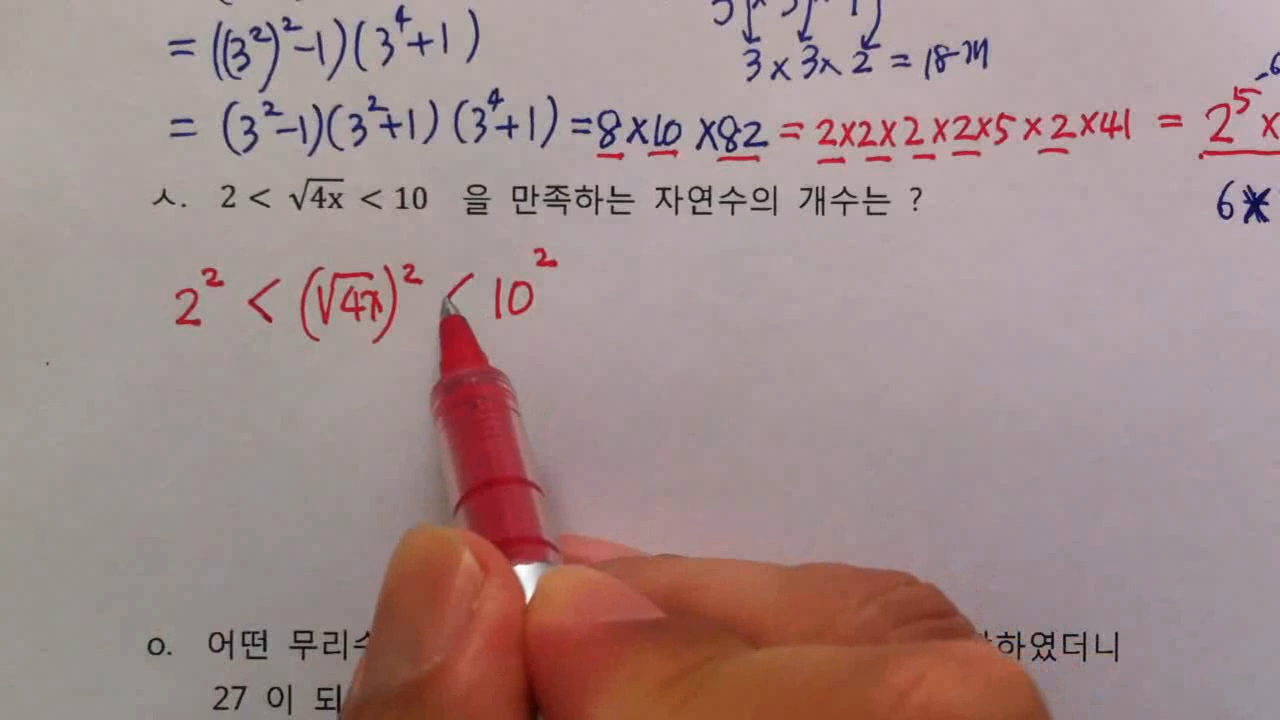 = ((3²)²-1)(3⁴+1)
3 x 3 x 2 = 18개
= (3²-1)(3²+1)(3⁴+1) = 8×10×82 = 2×2×2×2×5×2×41 = 2⁵×
6
ㅅ. 2 < √4x < 10 을 만족하는 자연수의 개수는 ?
2² < (√4x)² < 10²
ㅇ. 어떤 무리수 하였더니
27 이 되